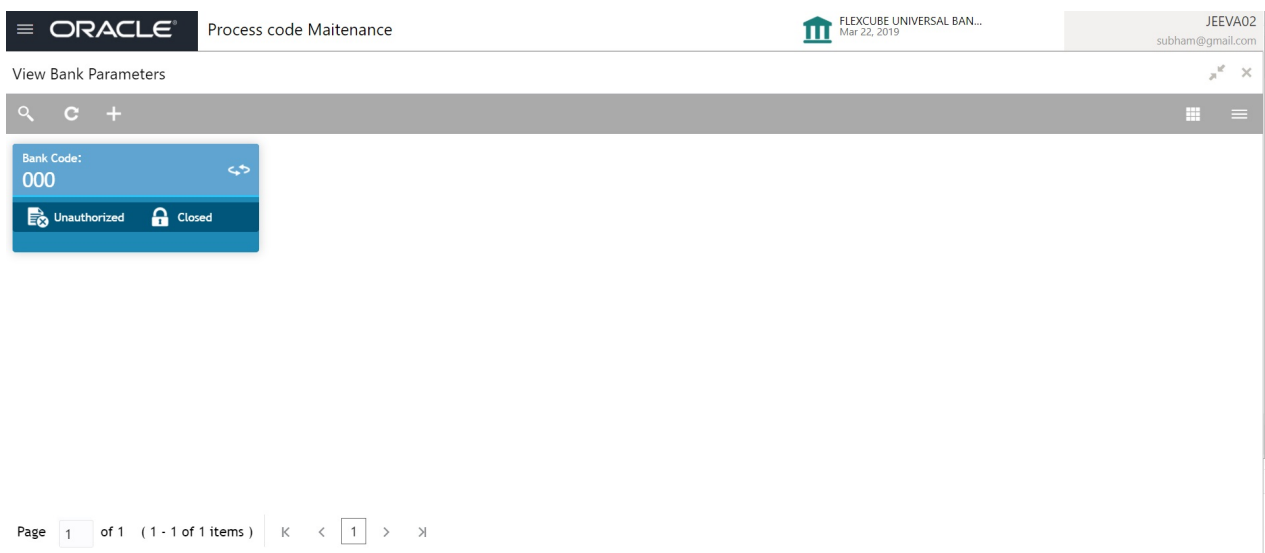 ORACLE® Process code Maitenance FLEXCUBE UNIVERSAL BAN... JEEVA02
Mar 22, 2019 subham@gmail.com
View Bank Parameters
Bank Code:
000
Unauthorized Closed
Page 1 of 1 ( 1 - 1 of 1 items ) K < 1 > >|